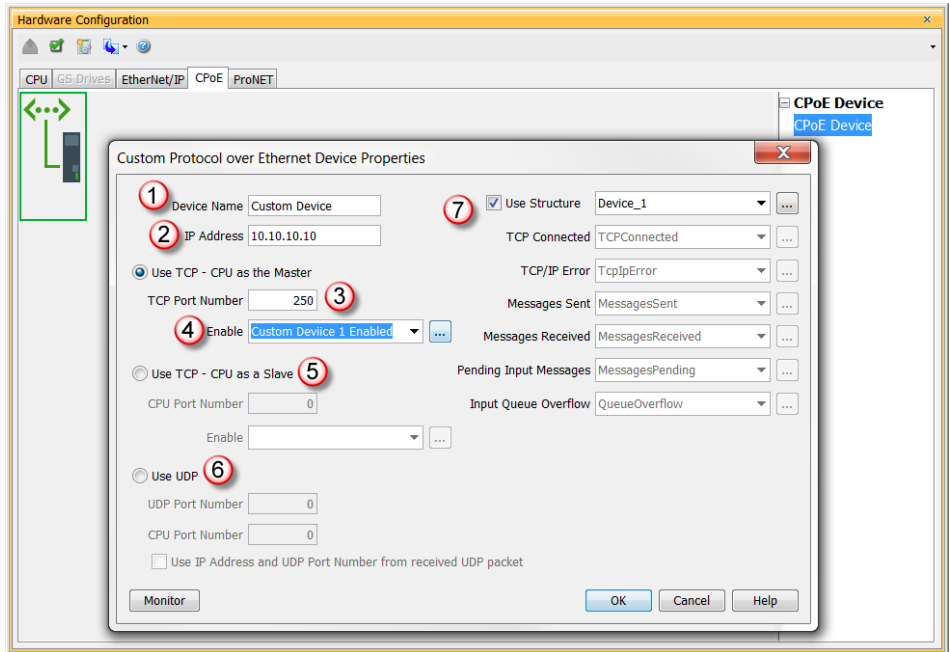 Hardware Configuration
CPU GS Drives EtherNet/IP CPoE ProNET
CPoE Device
CPoE Device
Custom Protocol over Ethernet Device Properties
1 Device Name Custom Device
2 IP Address 10.10.10.10
Use TCP - CPU as the Master
TCP Port Number 250 3
4 Enable Custom Deviice 1 Enabled ...
Use TCP - CPU as a Slave 5
CPU Port Number 0
Enable ...
6
Use UDP
UDP Port Number 0
CPU Port Number 0
Use IP Address and UDP Port Number from received UDP packet
7 Use Structure Device_1 ...
TCP Connected TCPConnected ...
TCP/IP Error TcpIpError ...
Messages Sent MessagesSent ...
Messages Received MessagesReceived ...
Pending Input Messages MessagesPending ...
Input Queue Overflow QueueOverflow ...
Monitor OK Cancel Help